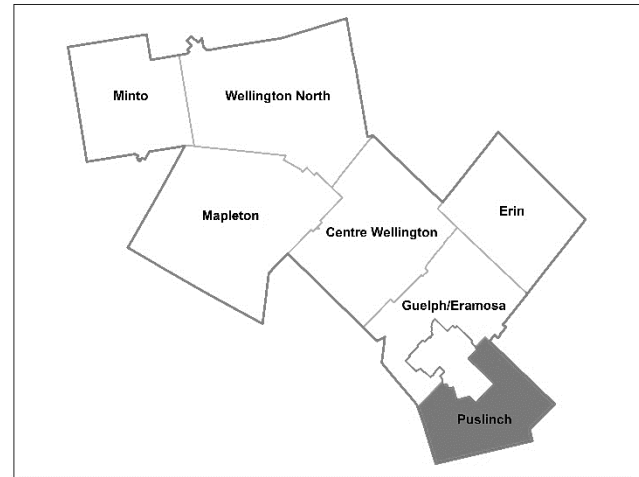 Minto
Wellington North
Mapleton
Erin
Centre Wellington
Guelph/Eramosa
Puslinch